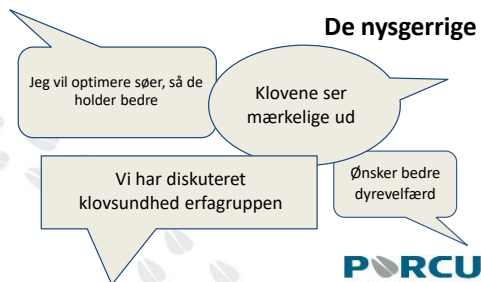 De nysgerrige
Jeg vil optimere søer, så de
holder bedre
Klovene ser
mærkelige ud
Vi har diskuteret
klovsundhed erfagruppen
Ønsker bedre
dyrevelfærd
PORCU